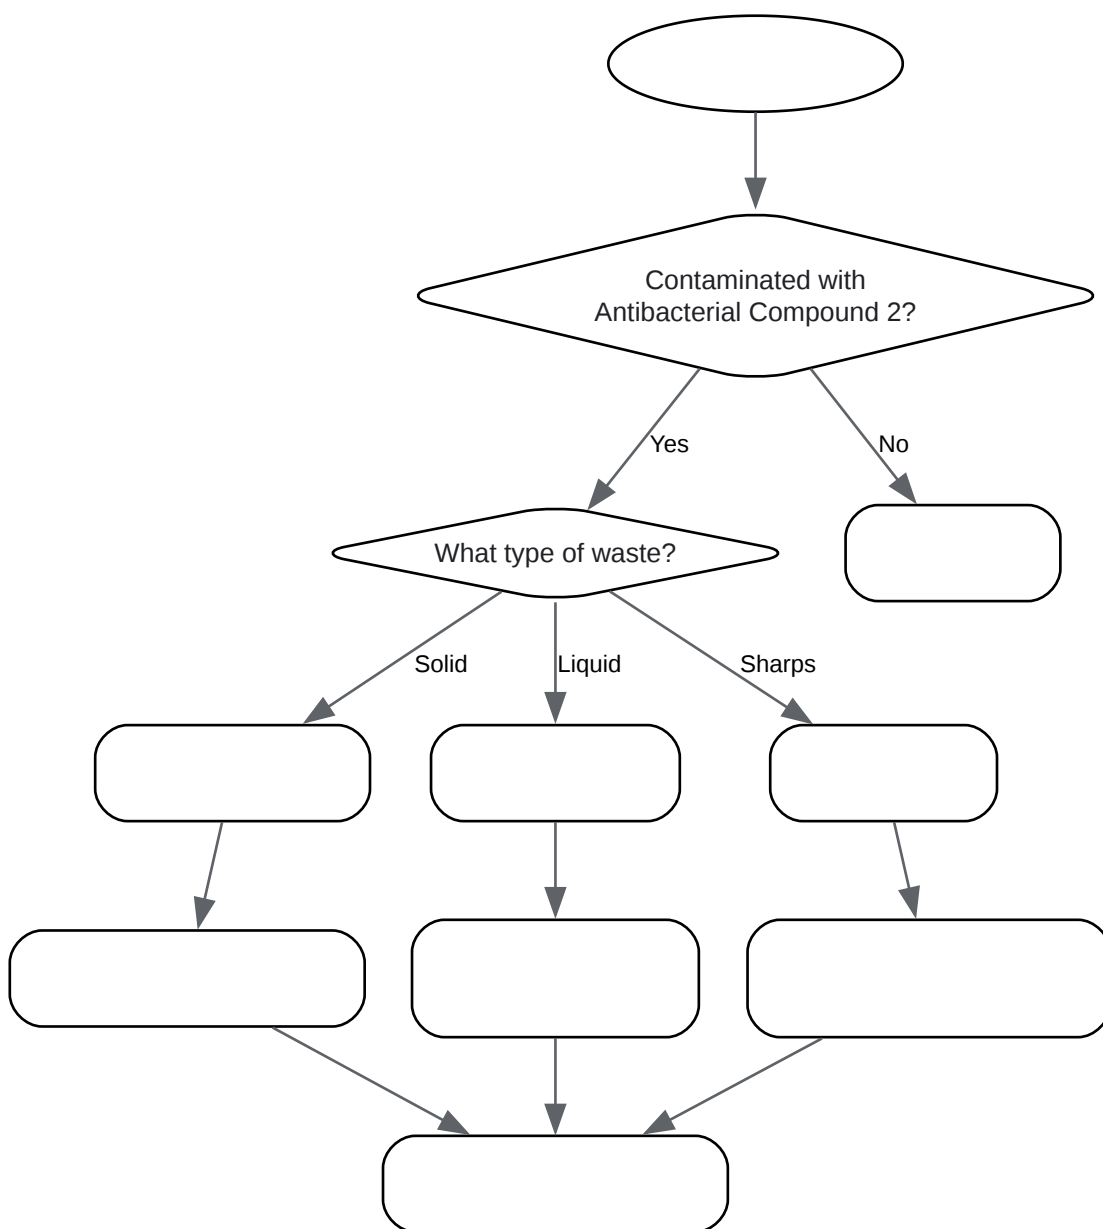 Contaminated with
Antibacterial Compound 2?
Yes
No
What type of waste?
Solid
Liquid
Sharps